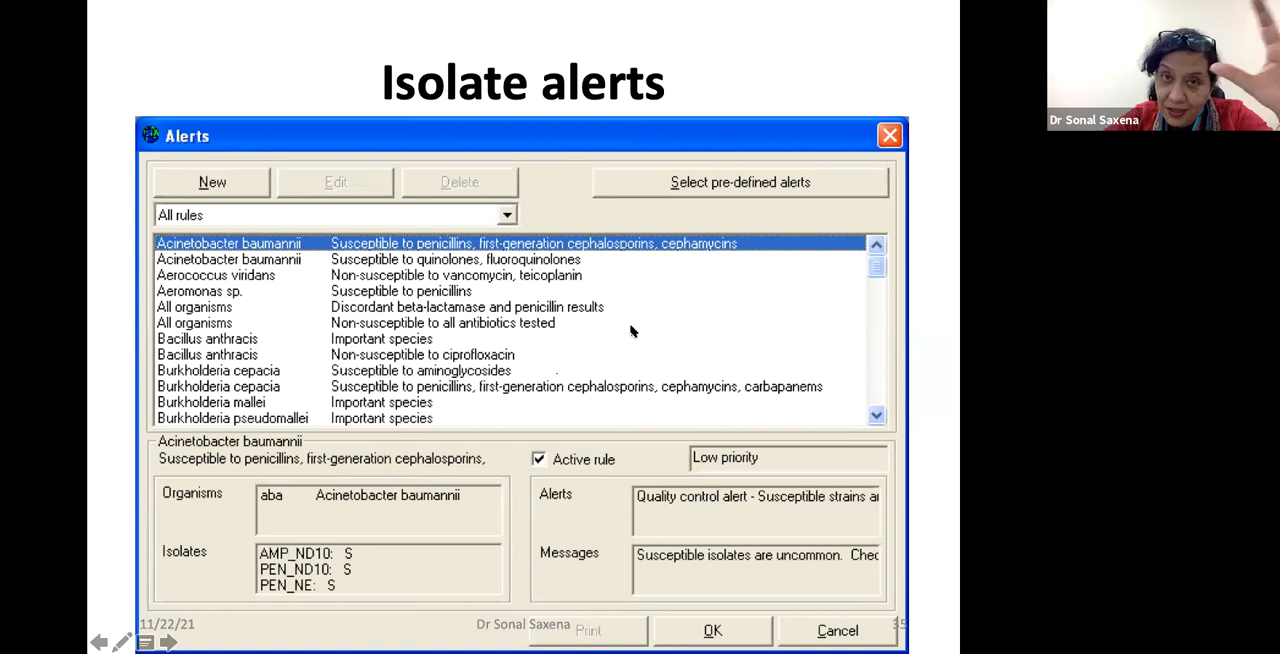 Isolate alerts
Dr Sonal Saxena
Alerts
New Edit Delete Select pre-defined alerts
All rules
Acinetobacter baumannii Susceptible to penicillins, first-generation cephalosporins, cephamycins
Acinetobacter baumannii Susceptible to quinolones, fluoroquinolones
Aerococcus viridans Non-susceptible to vancomycin, teicoplanin
Aeromonas sp. Susceptible to penicillins
All organisms Discordant beta-lactamase and penicillin results
All organisms Non-susceptible to all antibiotics tested
Bacillus anthracis Important species
Bacillus anthracis Non-susceptible to ciprofloxacin
Burkholderia cepacia Susceptible to aminoglycosides
Burkholderia cepacia Susceptible to penicillins, first-generation cephalosporins, cephamycins, carbapenems
Burkholderia mallei Important species
Burkholderia pseudomallei Important species
Acinetobacter baumannii
Susceptible to penicillins, first-generation cephalosporins, Active rule Low priority
Organisms aba Acinetobacter baumannii
Alerts Quality control alert - Susceptible strains ar
Isolates AMP_ND10: S
PEN_ND10: S
PEN_NE: S
Messages Susceptible isolates are uncommon. Chec
11/22/21 Dr Sonal Saxena 35
Print OK Cancel